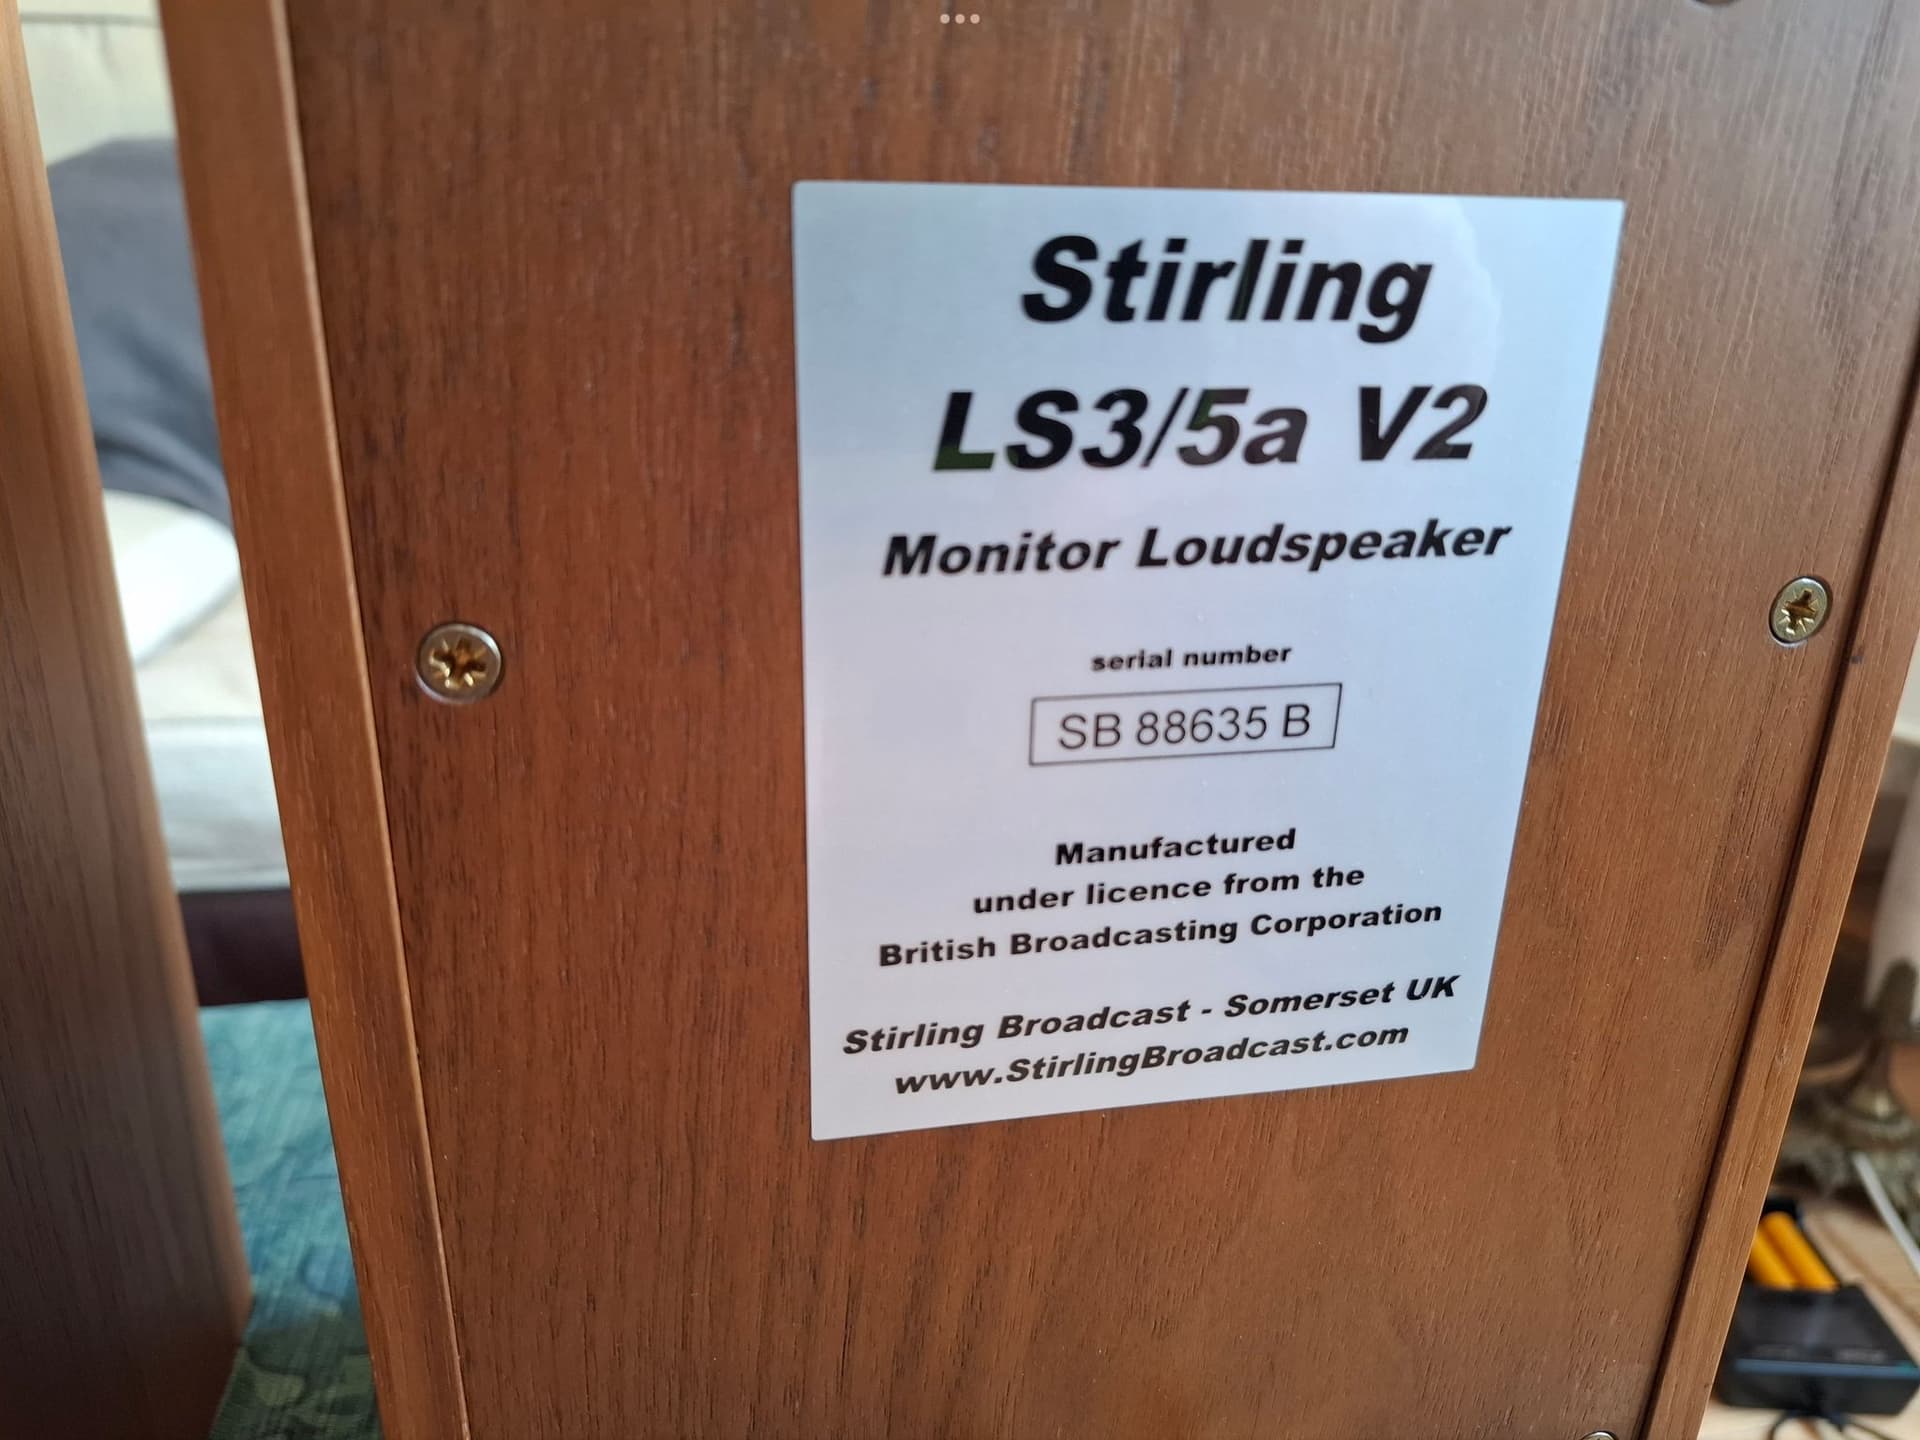 Stirling
LS3/5a V2
Monitor Loudspeaker
serial number
SB 88635 B
Manufactured
under licence from the
British Broadcasting Corporation
Stirling Broadcast - Somerset UK
www.StirlingBroadcast.com